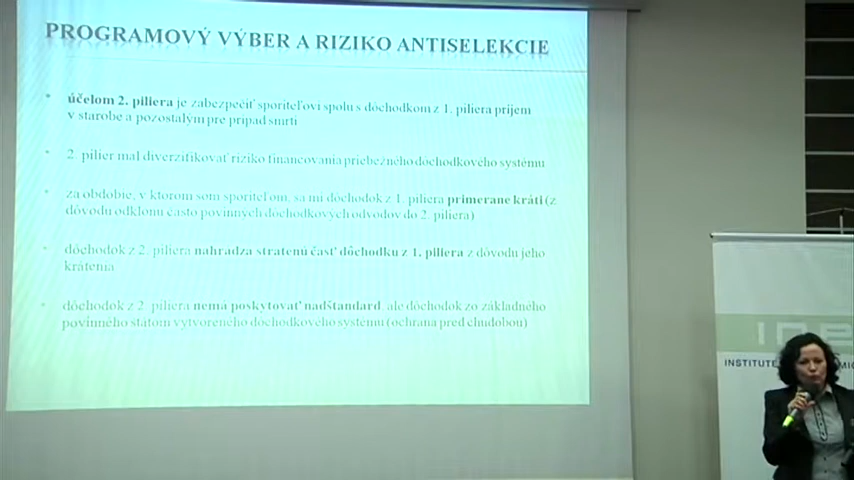 PROGRAMOVÝ VÝBER A RIZIKO ANTISELEKCIE
• účelom 2. piliera je zabezpečiť sporiteľovi spolu s dôchodkom z 1. piliera príjem
v starobe a pozostalým pre prípad smrti
• 2. pilier mal diverzifikovať riziko financovania priebežného dôchodkového systému
• za obdobie, v ktorom som sporiteľom, sa mi dôchodok z 1. piliera primerane kráti (z
dôvodu odklonu často povinných dôchodkových odvodov do 2. piliera)
• dôchodok z 2. piliera nahrádza stratenú časť dôchodku z 1. piliera z dôvodu jeho
krátenia
• dôchodok z 2. piliera nemá poskytovať nadštandard, ale dôchodok zo základného
povinného štátom vytvoreného dôchodkového systému (ochrana pred chudobou)
INSTITUTE